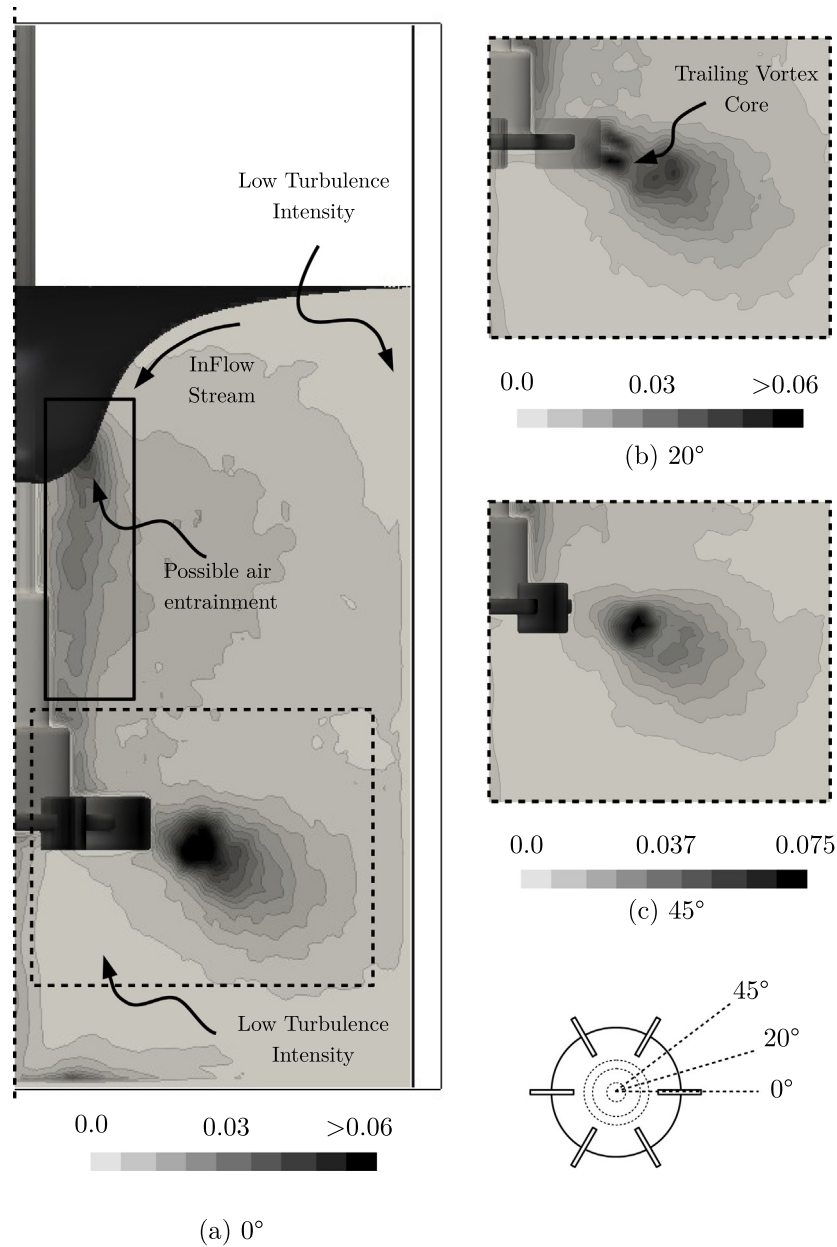 Low Turbulence
Intensity
InFlow
Stream
Possible air
entrainment
Low Turbulence
Intensity
0.0 0.03 >0.06
(a) 0°
Trailing Vortex
Core
0.0 0.03 >0.06
(b) 20°
0.0 0.037 0.075
(c) 45°
45°
20°
0°